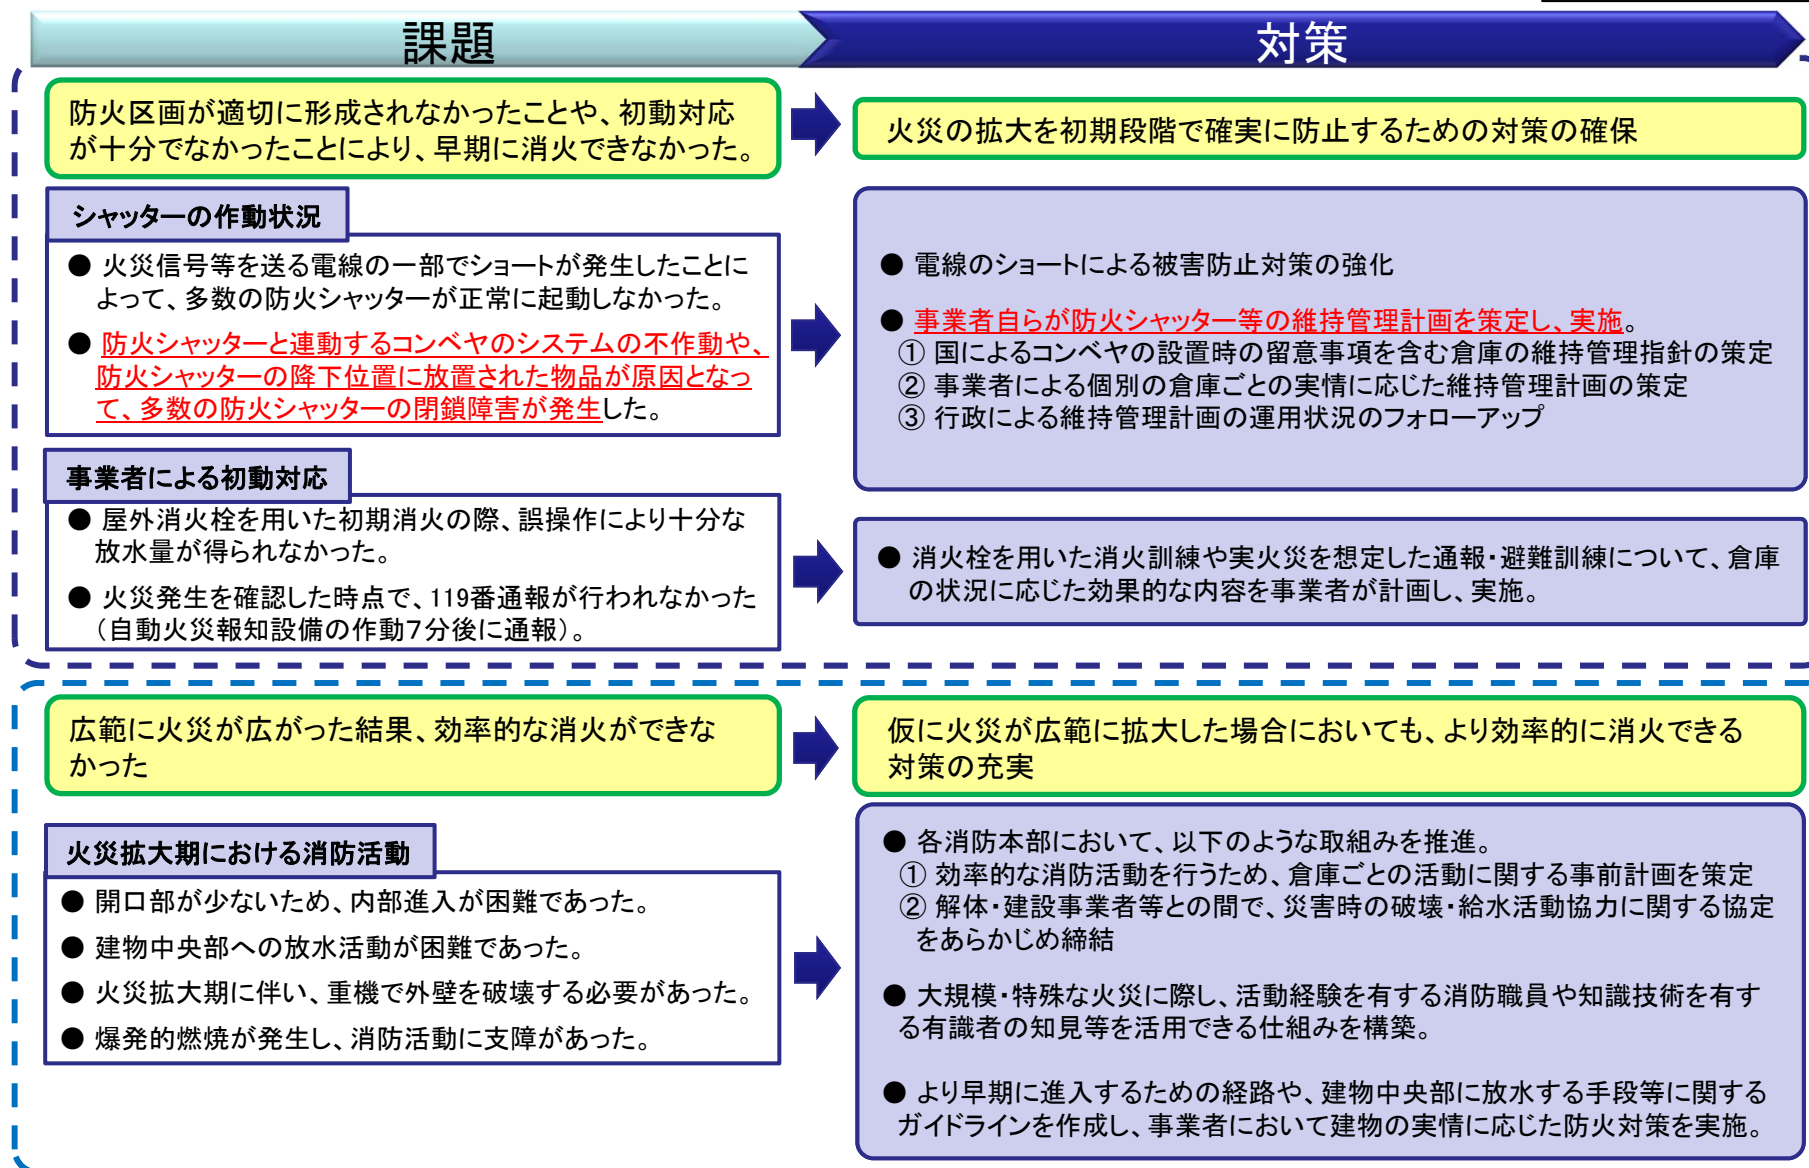 課題
対策
防火区画が適切に形成されなかったことや、初動対応
が十分でなかったことにより、早期に消火できなかった。
火災の拡大を初期段階で確実に防止するための対策の確保
シャッターの作動状況
● 火災信号等を送る電線の一部でショートが発生したことに
よって、多数の防火シャッターが正常に起動しなかった。
● 防火シャッターと連動するコンベヤのシステムの不作動や、
防火シャッターの降下位置に放置された物品が原因となっ
て、多数の防火シャッターの閉鎖障害が発生した。
● 電線のショートによる被害防止対策の強化
● 事業者自らが防火シャッター等の維持管理計画を策定し、実施。
① 国によるコンベヤの設置時の留意事項を含む倉庫の維持管理指針の策定
② 事業者による個別の倉庫ごとの実情に応じた維持管理計画の策定
③ 行政による維持管理計画の運用状況のフォローアップ
事業者による初動対応
● 屋外消火栓を用いた初期消火の際、誤操作により十分な
放水量が得られなかった。
● 火災発生を確認した時点で、119番通報が行われなかった
（自動火災報知設備の作動７分後に通報）。
● 消火栓を用いた消火訓練や実火災を想定した通報・避難訓練について、倉庫
の状況に応じた効果的な内容を事業者が計画し、実施。
広範に火災が広がった結果、効率的な消火ができな
かった
仮に火災が広範に拡大した場合においても、より効率的に消火できる
対策の充実
火災拡大期における消防活動
● 開口部が少ないため、内部進入が困難であった。
● 建物中央部への放水活動が困難であった。
● 火災拡大期に伴い、重機で外壁を破壊する必要があった。
● 爆発的燃焼が発生し、消防活動に支障があった。
● 各消防本部において、以下のような取組みを推進。
① 効率的な消防活動を行うため、倉庫ごとの活動に関する事前計画を策定
② 解体・建設事業者等との間で、災害時の破壊・給水活動協力に関する協定
をあらかじめ締結
● 大規模・特殊な火災に際し、活動経験を有する消防職員や知識技術を有す
る有識者の知見等を活用できる仕組みを構築。
● より早期に進入するための経路や、建物中央部に放水する手段等に関する
ガイドラインを作成し、事業者において建物の実情に応じた防火対策を実施。